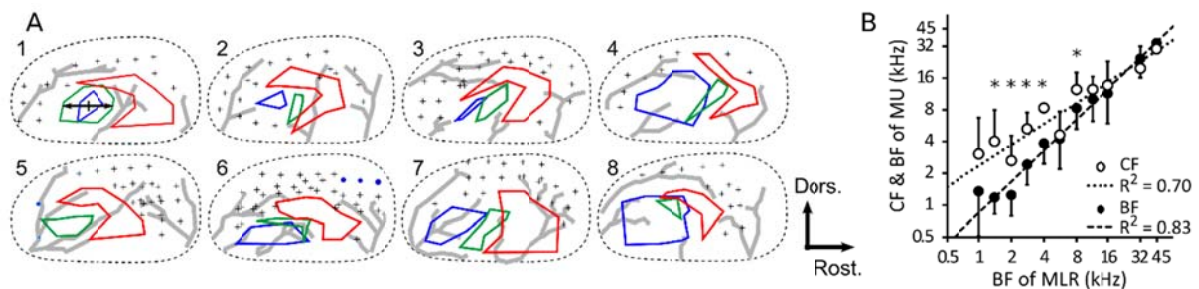 A
1 2 3 4
5 6 7 8
Dors.
Rost.
B
CF & BF of MU (kHz)
45
32
16
8
4
2
1
0.5
* * * * *
CF
R² = 0.70
BF
R² = 0.83
0.5 1 2 4 8 16 32 45
BF of MLR (kHz)